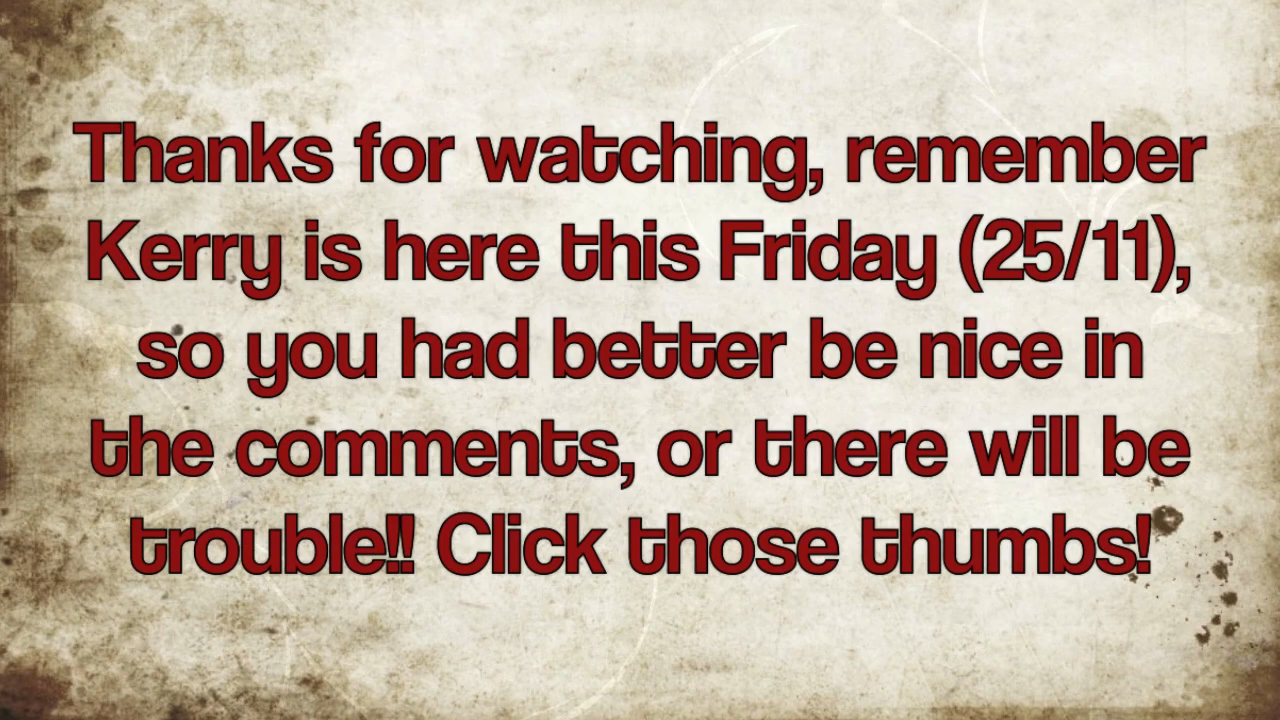 Thanks for watching, remember
Kerry is here this Friday (25/11),
so you had better be nice in
the comments, or there will be
trouble!! Click those thumbs!